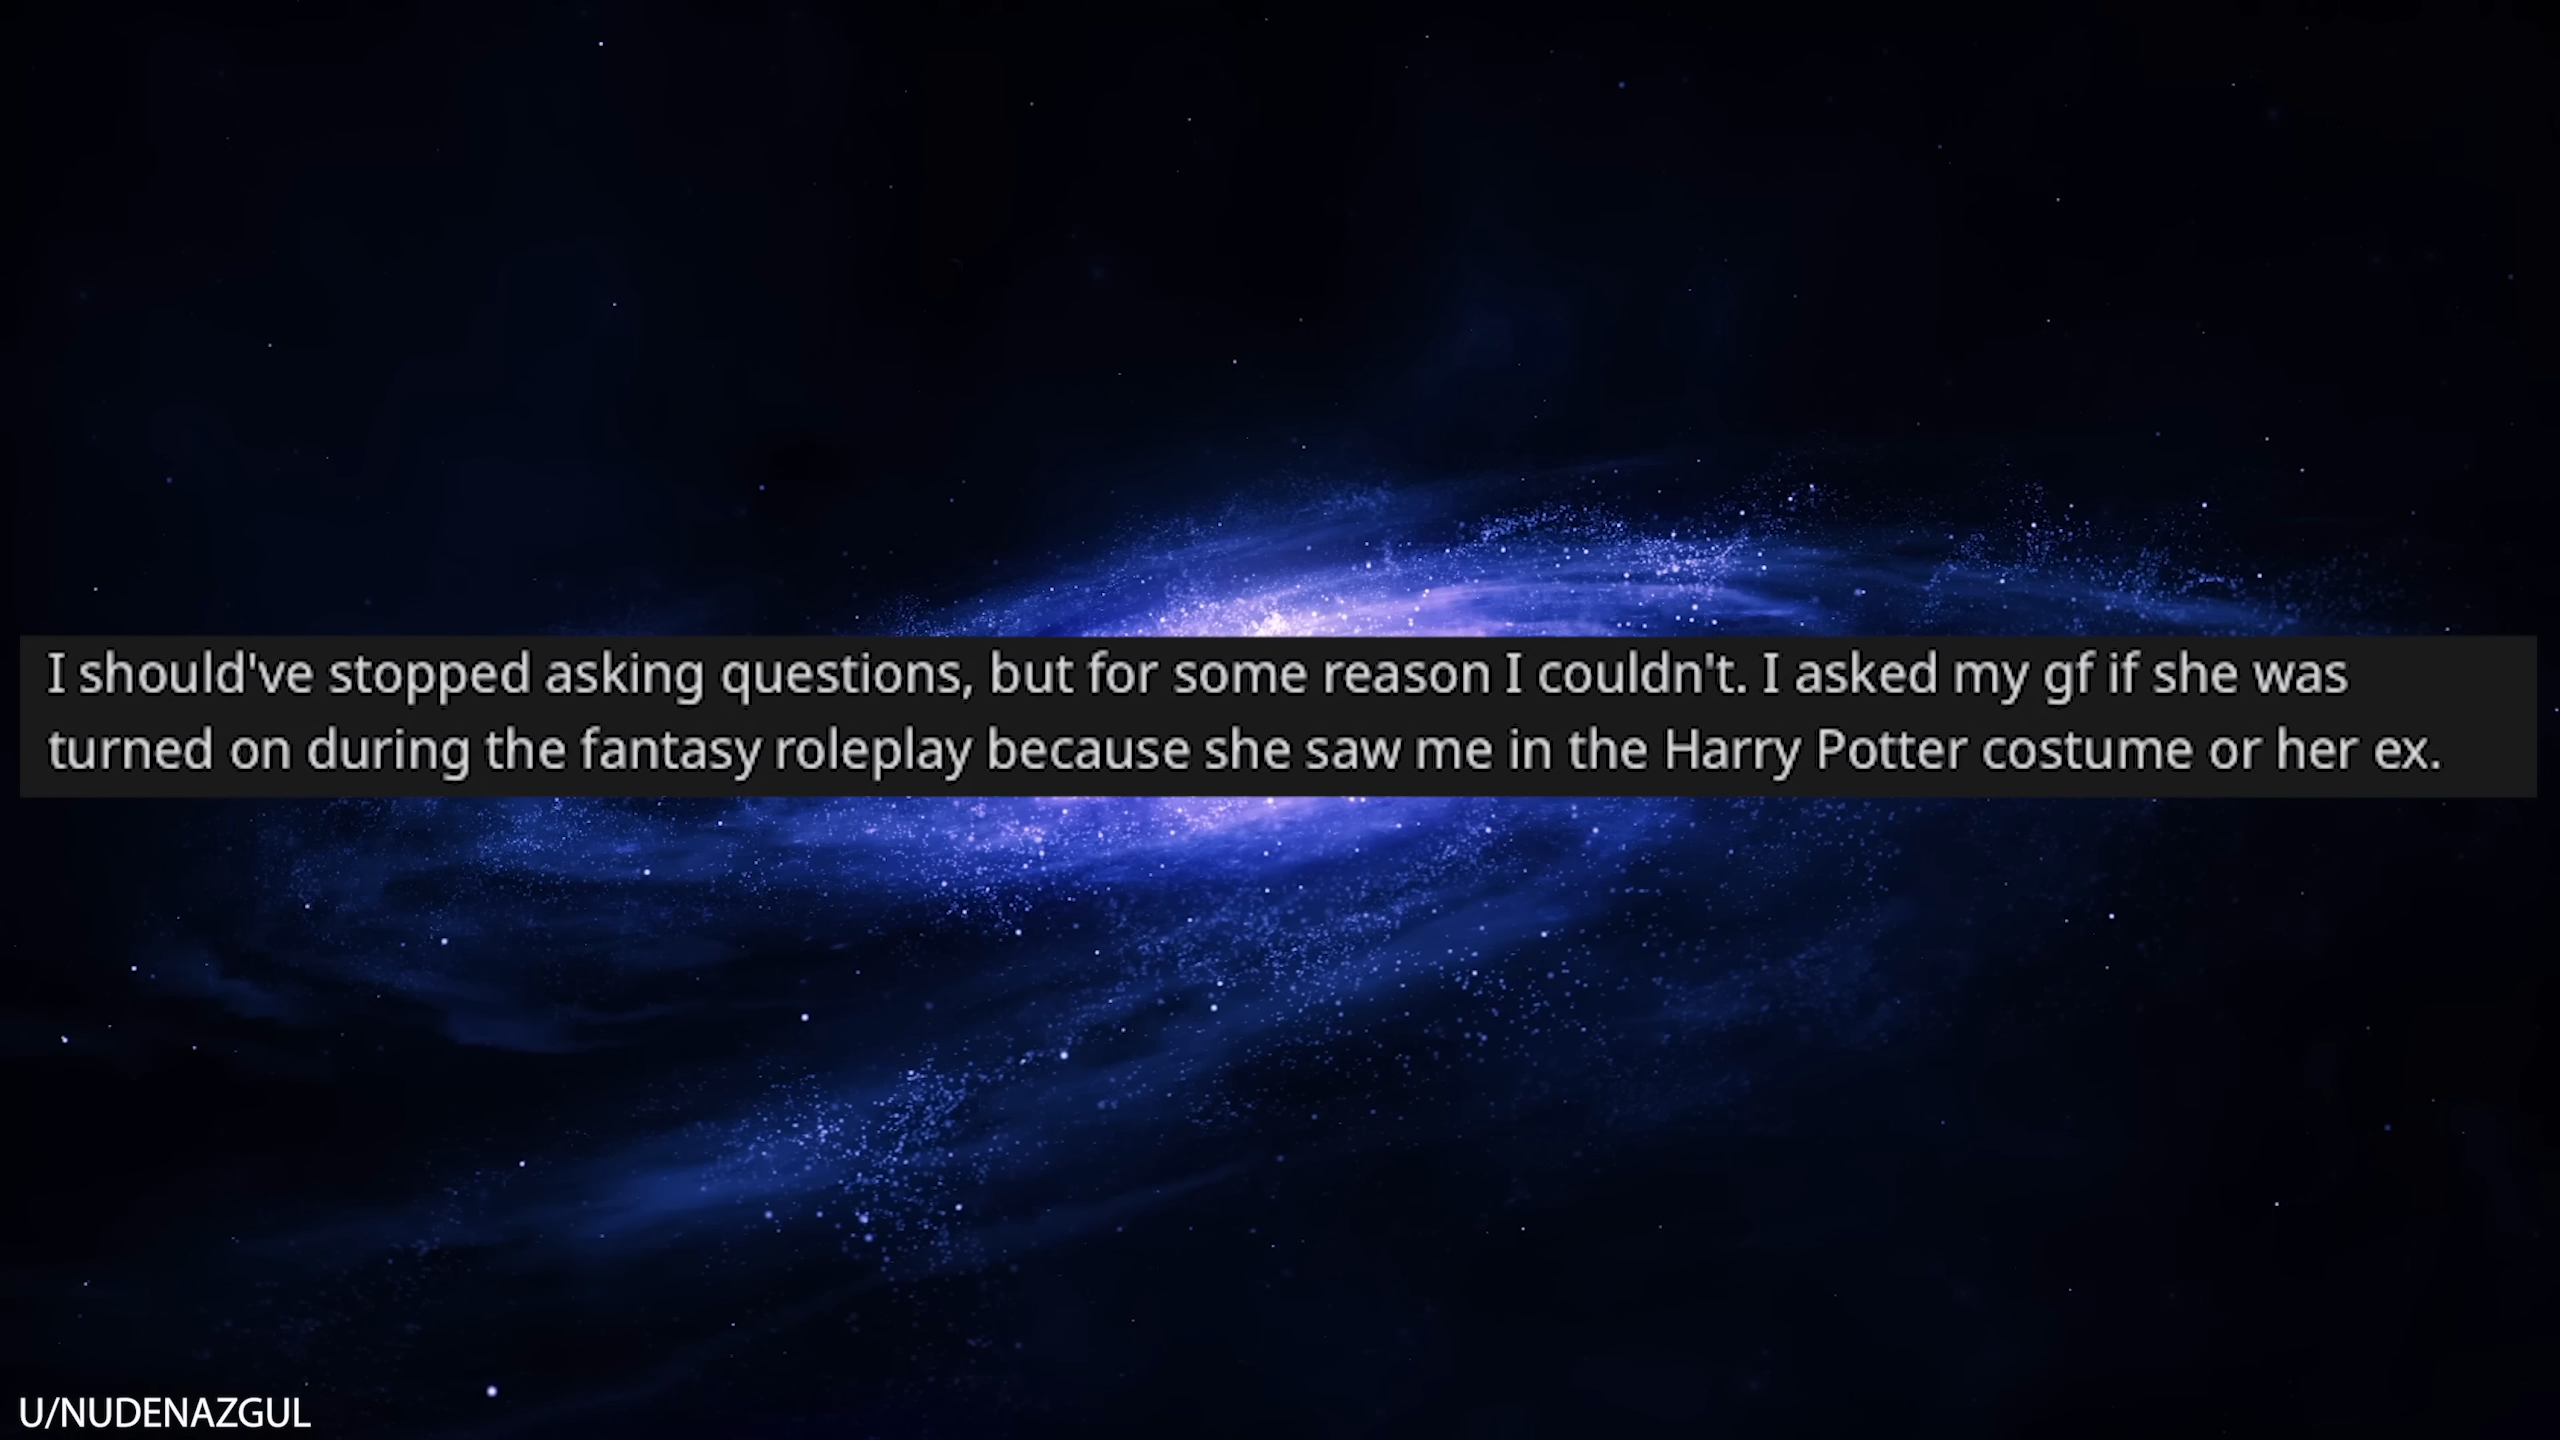 I should've stopped asking questions, but for some reason I couldn't. I asked my gf if she was
turned on during the fantasy roleplay because she saw me in the Harry Potter costume or her ex.
U/NUDENAZGUL